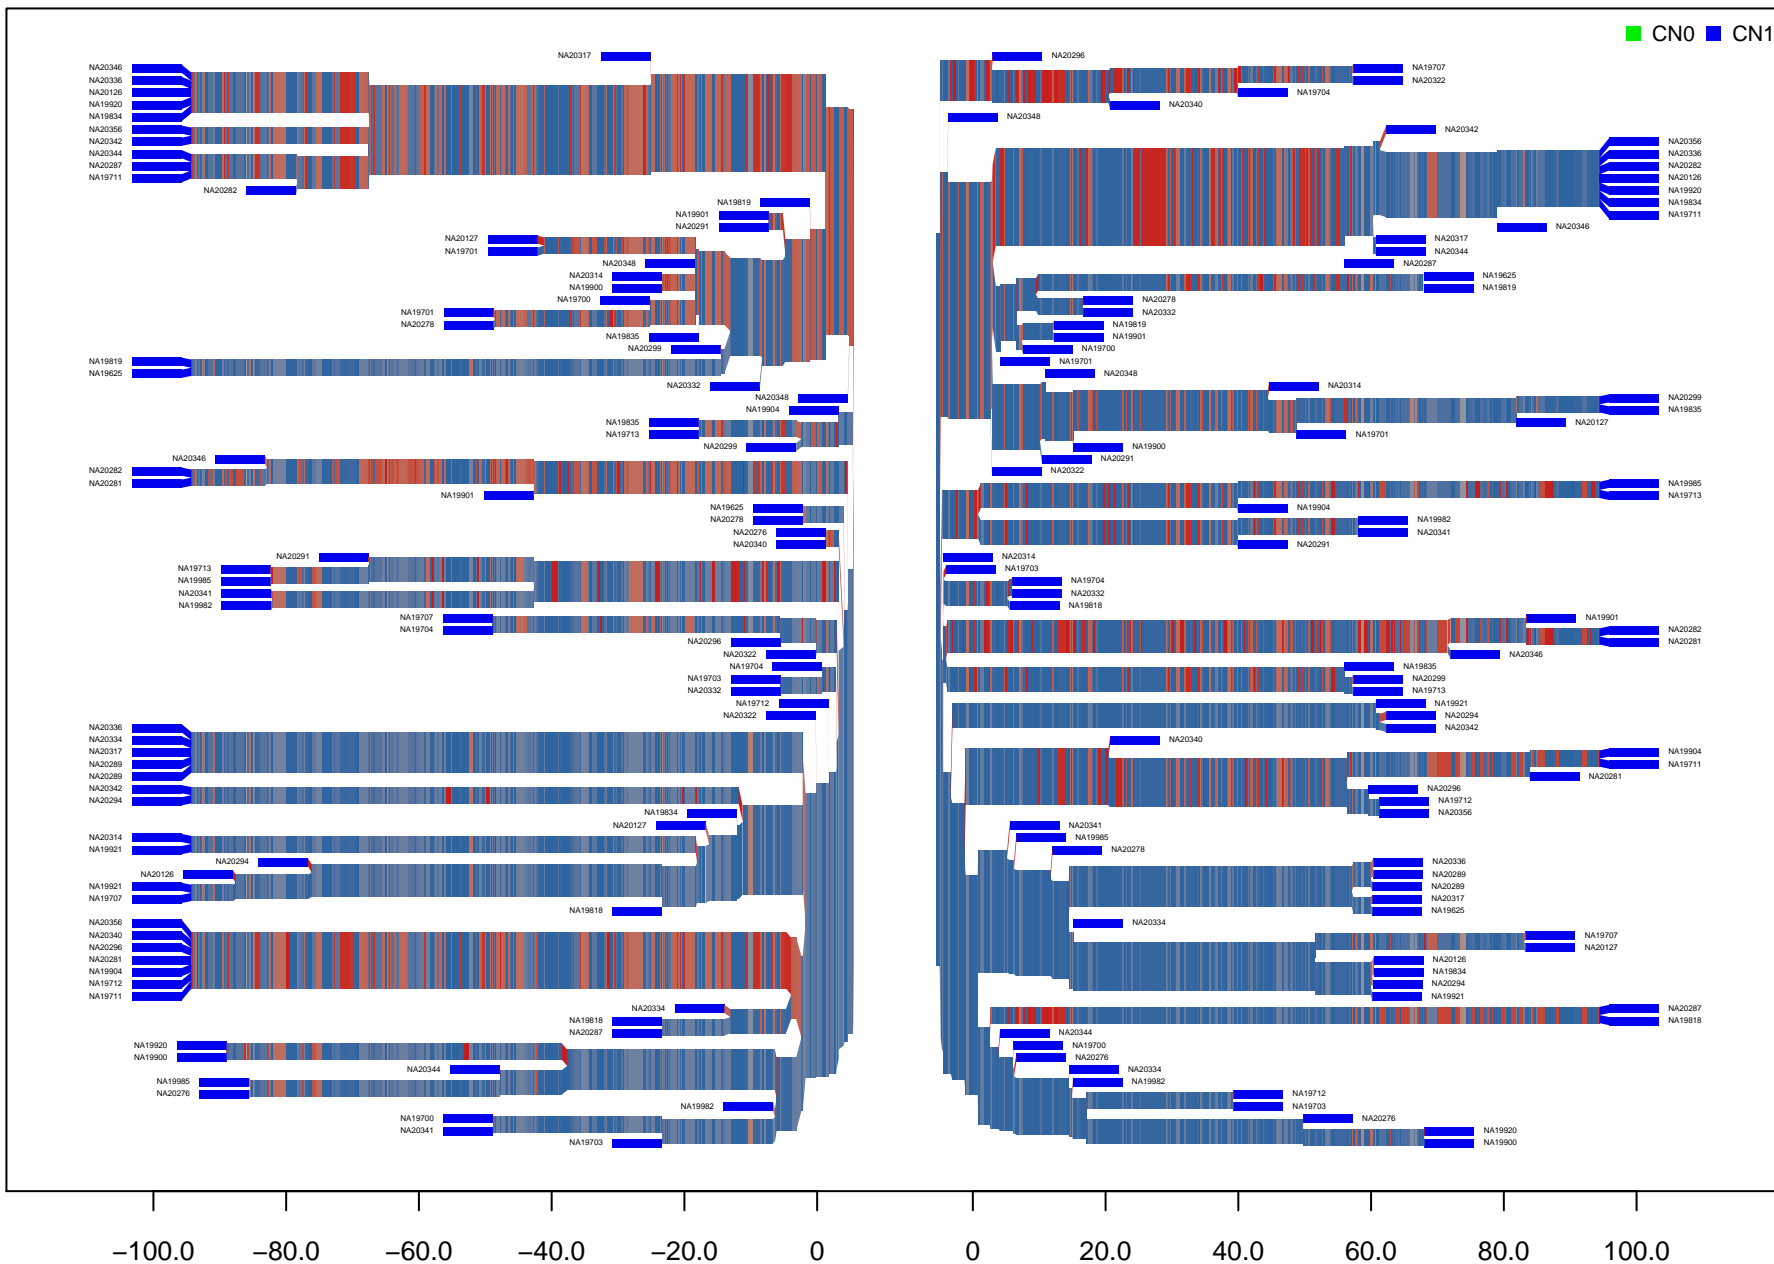 CN0 CN1
NA20317
NA20346
NA20336
NA20126
NA19920
NA19834
NA20356
NA20342
NA20344
NA20287
NA19711
NA20282
NA19819
NA19901
NA20291
NA20127
NA19701
NA20348
NA20314
NA19900
NA19700
NA19701
NA20278
NA19835
NA20299
NA19819
NA19625
NA20332
NA20348
NA19904
NA19835
NA19713
NA20299
NA20346
NA20282
NA20281
NA19901
NA19625
NA20278
NA20276
NA20340
NA20291
NA19713
NA19985
NA20341
NA19982
NA19707
NA19704
NA20296
NA20322
NA19704
NA19703
NA20332
NA19712
NA20322
NA20336
NA20334
NA20317
NA20289
NA20289
NA20342
NA20294
NA19834
NA20127
NA20314
NA19921
NA20294
NA20126
NA19921
NA19707
NA19818
NA20356
NA20340
NA20296
NA20281
NA19904
NA19712
NA19711
NA20334
NA19818
NA20287
NA19920
NA19900
NA20344
NA19985
NA20276
NA19982
NA19700
NA20341
NA19703
NA20296
NA19707
NA20322
NA19704
NA20340
NA20348
NA20342
NA20356
NA20336
NA20282
NA20126
NA19920
NA19834
NA19711
NA20346
NA20317
NA20344
NA20287
NA19625
NA19819
NA20278
NA20332
NA19819
NA19901
NA19700
NA19701
NA20348
NA20314
NA20299
NA19835
NA20127
NA19701
NA19900
NA20291
NA20322
NA19985
NA19713
NA19904
NA19982
NA20341
NA20291
NA20314
NA19703
NA19704
NA20332
NA19818
NA19901
NA20282
NA20281
NA20346
NA19835
NA20299
NA19713
NA19921
NA20294
NA20342
NA20340
NA19904
NA19711
NA20281
NA20296
NA19712
NA20356
NA20341
NA19985
NA20278
NA20336
NA20289
NA20289
NA20317
NA19625
NA20334
NA19707
NA20127
NA20126
NA19834
NA20294
NA19921
NA20287
NA19818
NA20344
NA19700
NA20276
NA20334
NA19982
NA19712
NA19703
NA20276
NA19920
NA19900
−100.0 −80.0 −60.0 −40.0 −20.0 0 0 20.0 40.0 60.0 80.0 100.0